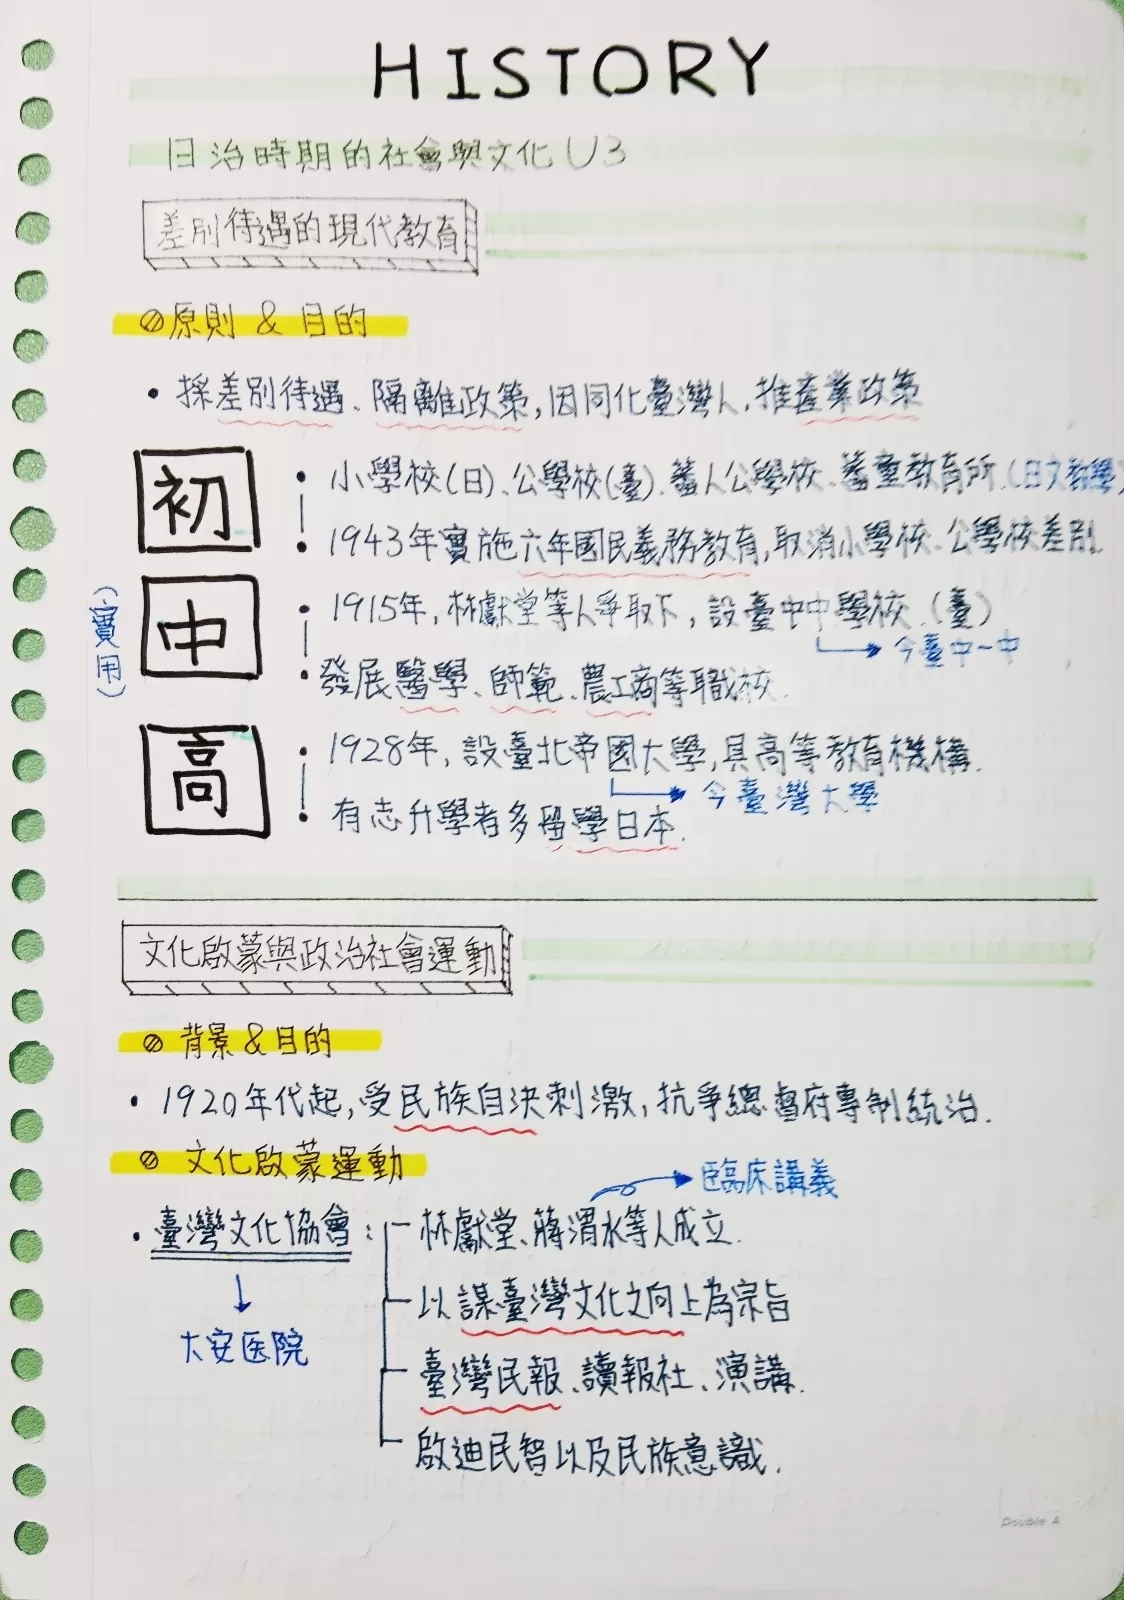 HISTORY
日治時期的社會與文化 U3
差別待遇的現代教育
原則 & 目的
• 採差別待遇、隔離政策,因同化臺灣人,推產業政策
初
• 小學校(日)、公學校(臺)、蕃人公學校、蕃童教育所.(日文教學)
• 1943年實施六年國民義務教育,取消小學校、公學校差別.
(實用)
中
• 1915年,林獻堂等人爭取下,設臺中中學校.(臺)
今臺中一中
• 發展醫學、師範、農工商等職校.
高
• 1928年,設臺北帝國大學,具高等教育機構.
今臺灣大學
• 有志升學者多留學日本.
文化啟蒙與政治社會運動
背景 & 目的
• 1920年代起,受民族自決刺激,抗爭總督府專制統治.
文化啟蒙運動
臨床講義
• 臺灣文化協會:
林獻堂、蔣渭水等人成立.
以謀臺灣文化之向上為宗旨
大安医院
臺灣民報、讀報社、演講.
啟迪民智以及民族意識.
Double A